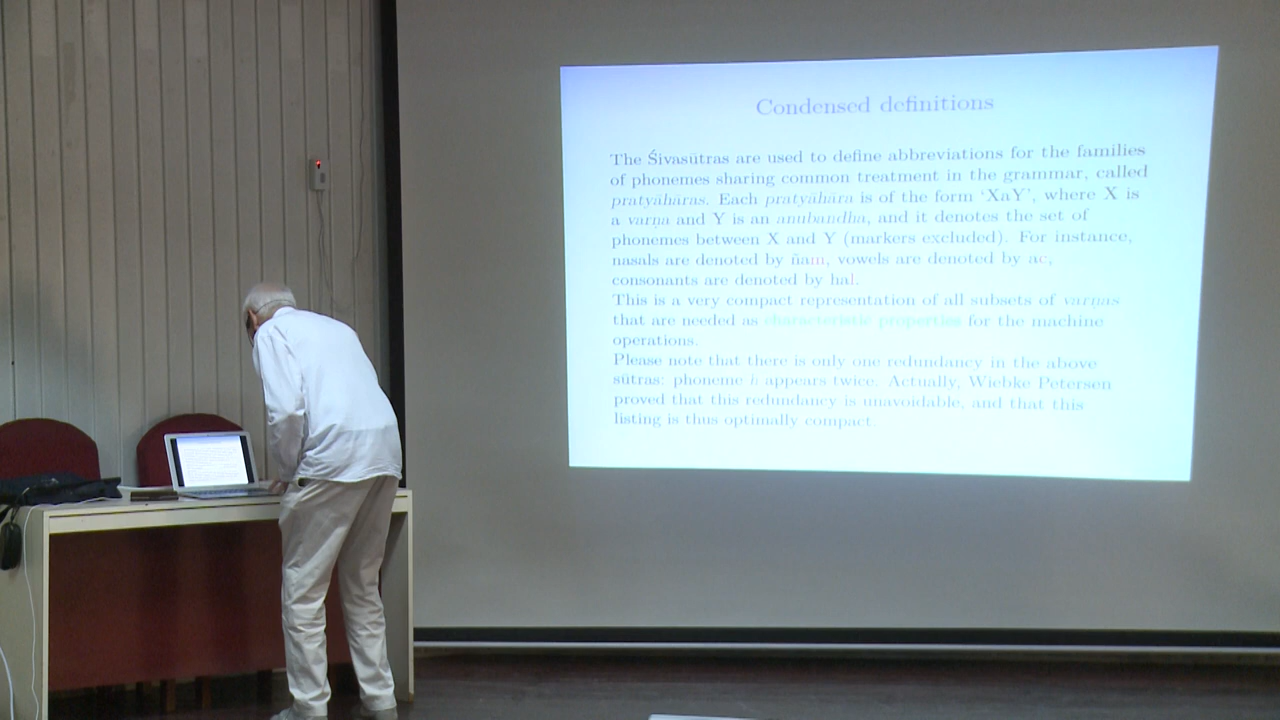 Condensed definitions
The Śivasūtras are used to define abbreviations for the families
of phonemes sharing common treatment in the grammar, called
pratyāhāras. Each pratyāhāra is of the form ‘XaY’, where X is
a varṇa and Y is an anubandha, and it denotes the set of
phonemes between X and Y (markers excluded). For instance,
nasals are denoted by ñam, vowels are denoted by ac,
consonants are denoted by hal.
This is a very compact representation of all subsets of varṇas
that are needed as characteristic properties for the machine
operations.
Please note that there is only one redundancy in the above
sūtras: phoneme h appears twice. Actually, Wiebke Petersen
proved that this redundancy is unavoidable, and that this
listing is thus optimally compact.